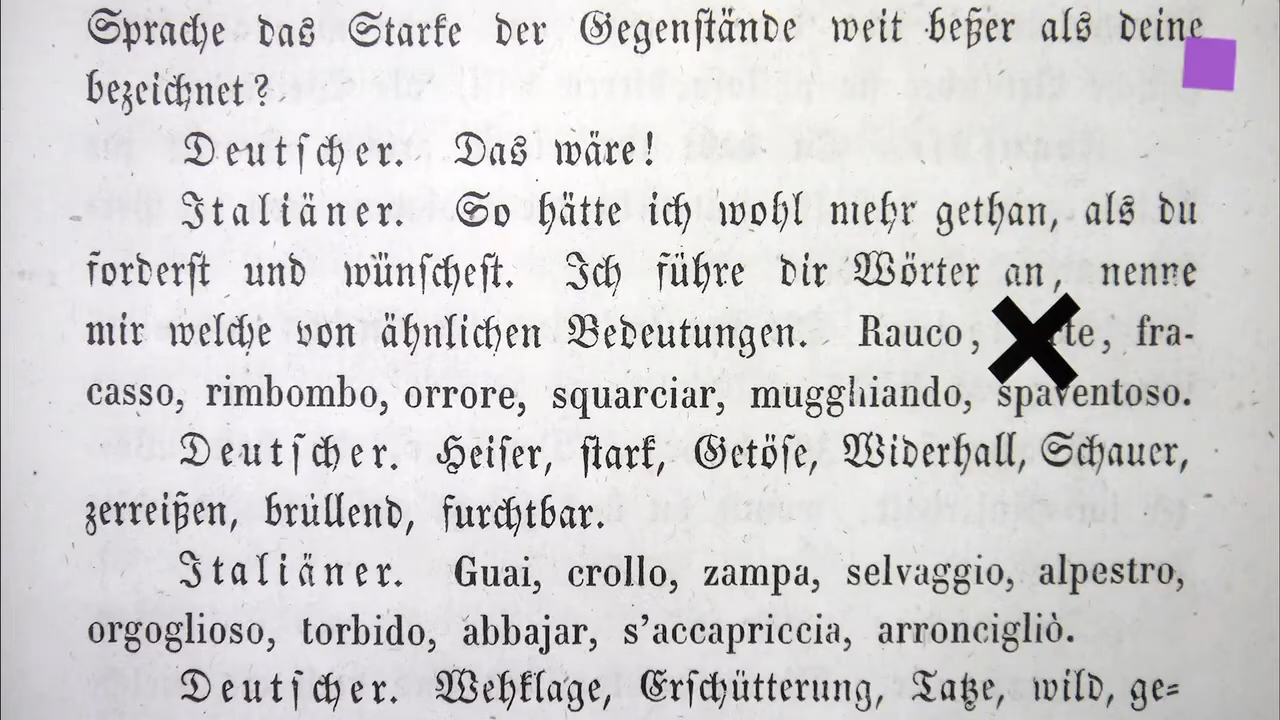 Sprache das Starke der Gegenstände weit beßer als deine
bezeichnet?
Deutscher. Das wäre!
Italiäner. So hätte ich wohl mehr gethan, als du
forderst und wünschest. Ich führe dir Wörter an, nenne
mir welche von ähnlichen Bedeutungen. Rauco, fra-
casso, rimbombo, orrore, squarciar, mugghiando, spaventoso.
Deutscher. Heiser, stark, Getöse, Widerhall, Schauer,
zerreißen, brüllend, furchtbar.
Italiäner. Guai, crollo, zampa, selvaggio, alpestro,
orgoglioso, torbido, abbajar, s'accapriccia, arroncigliò.
Deutscher. Wehklage, Erschütterung, Tatze, wild, ge=